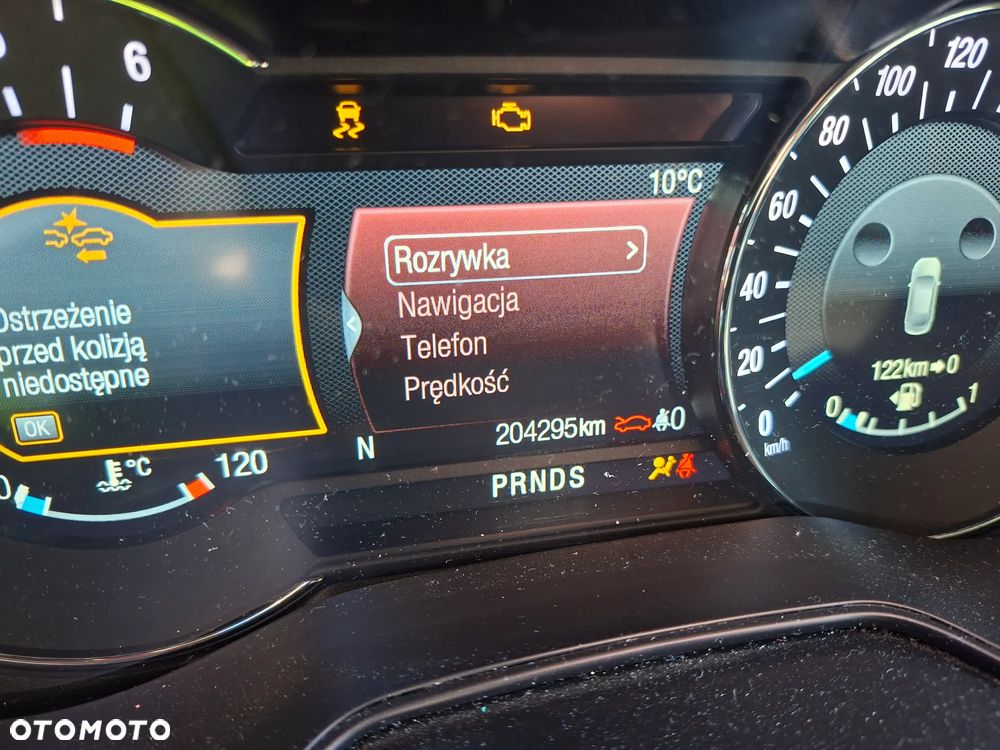 6
100
120
80
60
40
20
0
km/h
10°C
Rozrywka
Nawigacja
Telefon
Prędkość
Ostrzeżenie
przed kolizją
niedostępne
OK
°C
120
N
204295km
0
PRNDS
122km→0
0
1
OTOMOTO